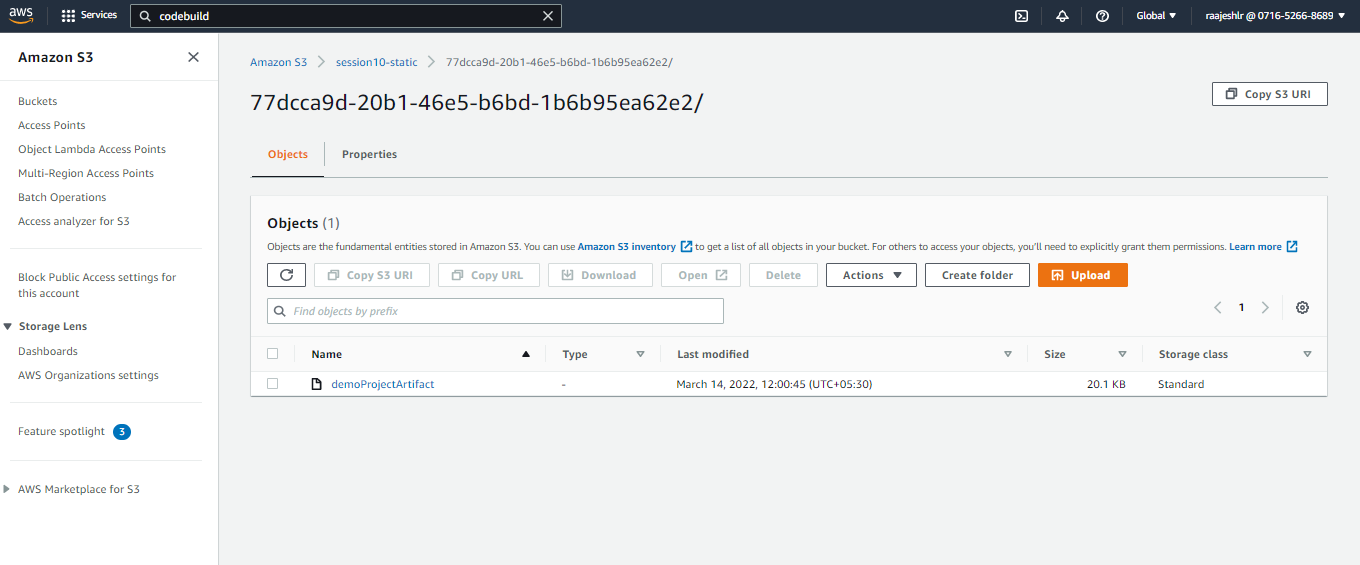 aws Services codebuild Global raajeshlr @ 0716-5266-8689
Amazon S3
Buckets
Access Points
Object Lambda Access Points
Multi-Region Access Points
Batch Operations
Access analyzer for S3
Block Public Access settings for
this account
Storage Lens
Dashboards
AWS Organizations settings
Feature spotlight 3
AWS Marketplace for S3
Amazon S3 session10-static 77dcca9d-20b1-46e5-b6bd-1b6b95ea62e2/
77dcca9d-20b1-46e5-b6bd-1b6b95ea62e2/
Copy S3 URI
Objects Properties
Objects (1)
Objects are the fundamental entities stored in Amazon S3. You can use Amazon S3 inventory to get a list of all objects in your bucket. For others to access your objects, you'll need to explicitly grant them permissions. Learn more
Copy S3 URI Copy URL Download Open Delete Actions Create folder Upload
Find objects by prefix
1
Name Type Last modified Size Storage class
demoProjectArtifact - March 14, 2022, 12:00:45 (UTC+05:30) 20.1 KB Standard